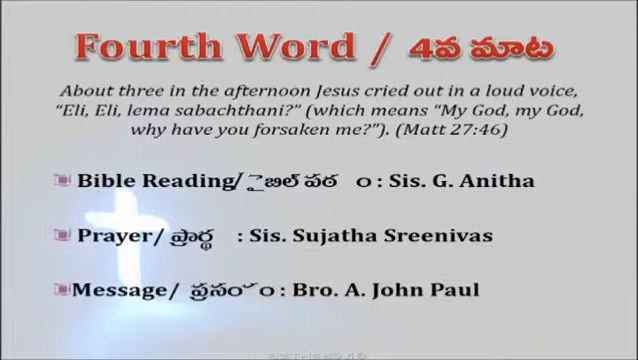 Fourth Word / 4వ మాట
About three in the afternoon Jesus cried out in a loud voice,
“Eli, Eli, lema sabachthani?” (which means “My God, my God,
why have you forsaken me?”). (Matt 27:46)
Bible Reading/ బైబిల్ పఠ ం : Sis. G. Anitha
Prayer/ ప్రార్థ : Sis. Sujatha Sreenivas
Message/ ం : Bro. A. John Paul